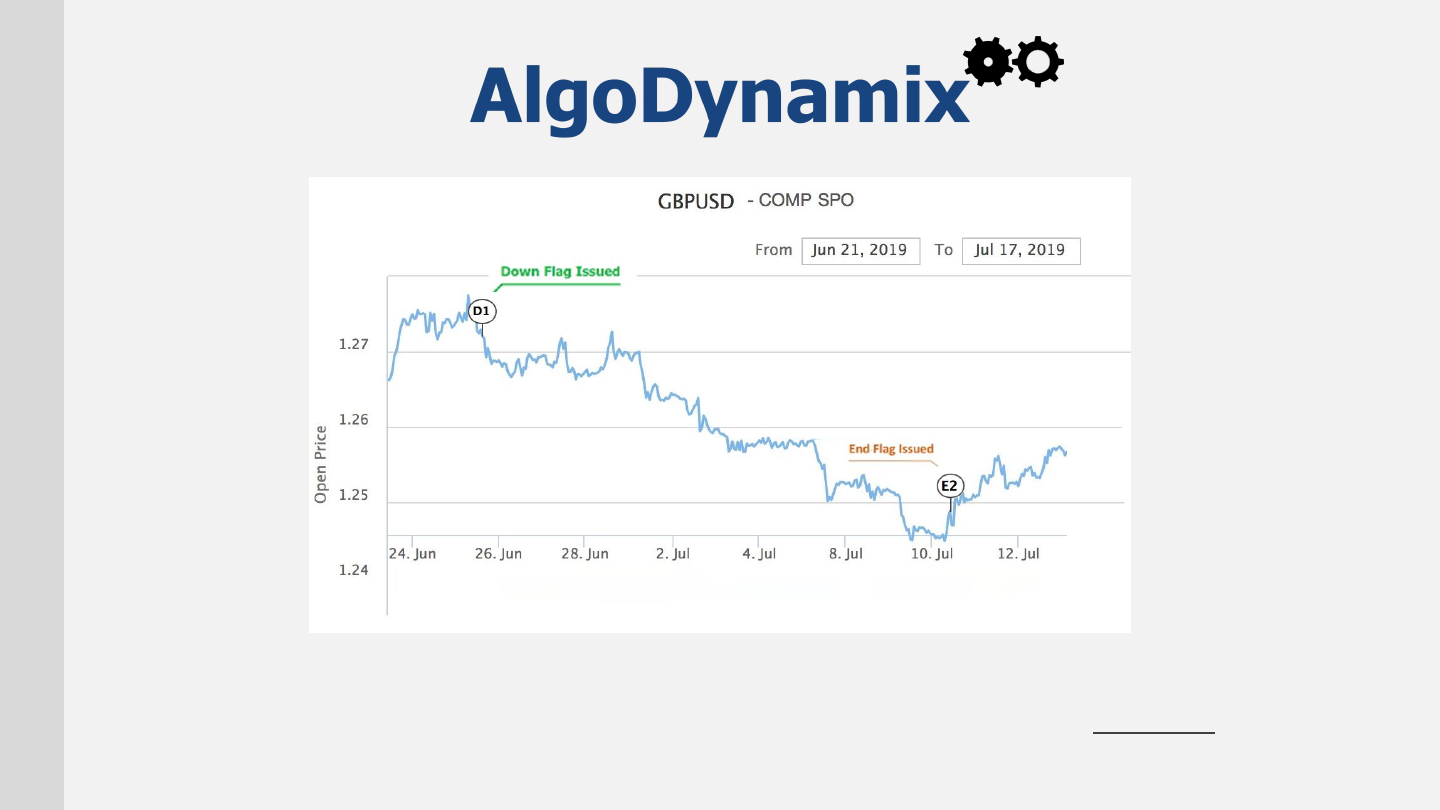 AlgoDynamix
GBPUSD - COMP SPO
From Jun 21, 2019 To Jul 17, 2019
Down Flag Issued
D1
1.27
1.26
End Flag Issued
Open Price
E2
1.25
24. Jun 26. Jun 28. Jun 2. Jul 4. Jul 8. Jul 10. Jul 12. Jul
1.24